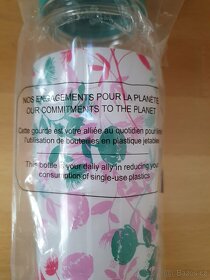 NOS ENGAGEMENTS POUR LA PLANETE
OUR COMMITMENTS TO THE PLANET
Cette gourde est votre alliée au quotidien pour
l'utilisation de bouteilles en plastique jetables
This bottle is your daily ally in reducing your
consumption of single-use plastics